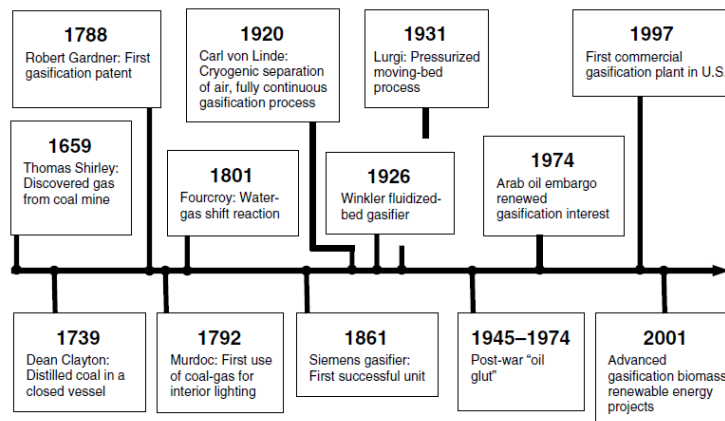 1788
Robert Gardner: First
gasification patent
1920
Carl von Linde:
Cryogenic separation
of air, fully continuous
gasification process
1931
Lurgi: Pressurized
moving-bed
process
1997
First commercial
gasification plant in U.S.
1659
Thomas Shirley:
Discovered gas
from coal mine
1801
Fourcroy: Water-
gas shift reaction
1926
Winkler fluidized-
bed gasifier
1974
Arab oil embargo
renewed
gasification interest
1739
Dean Clayton:
Distilled coal in a
closed vessel
1792
Murdoc: First use
of coal-gas for
interior lighting
1861
Siemens gasifier:
First successful unit
1945–1974
Post-war “oil
glut”
2001
Advanced
gasification biomass
renewable energy
projects